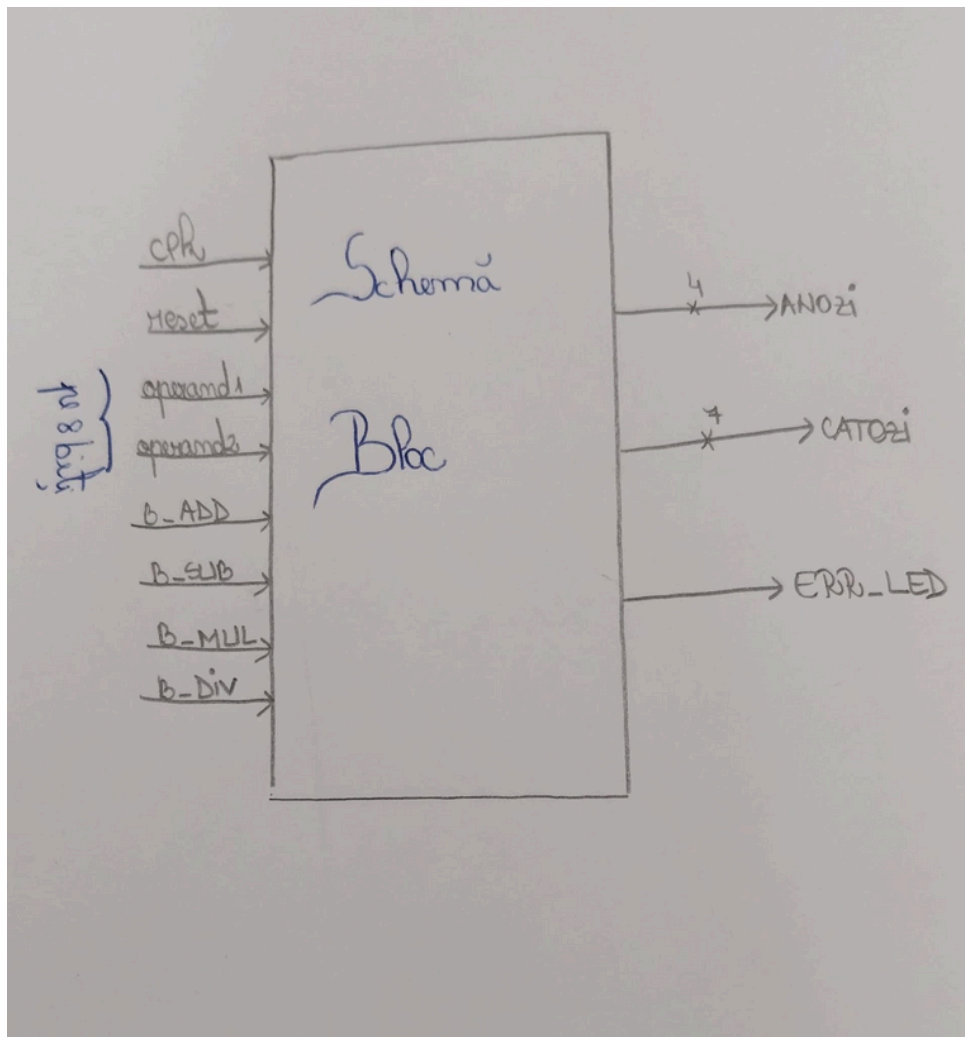 clk
reset
operand1
operand2
pe 8 biți
B_ADD
B_SUB
B_MUL
B_DIV
Schemă
Bloc
4
ANOZI
7
CATOZI
ERR_LED